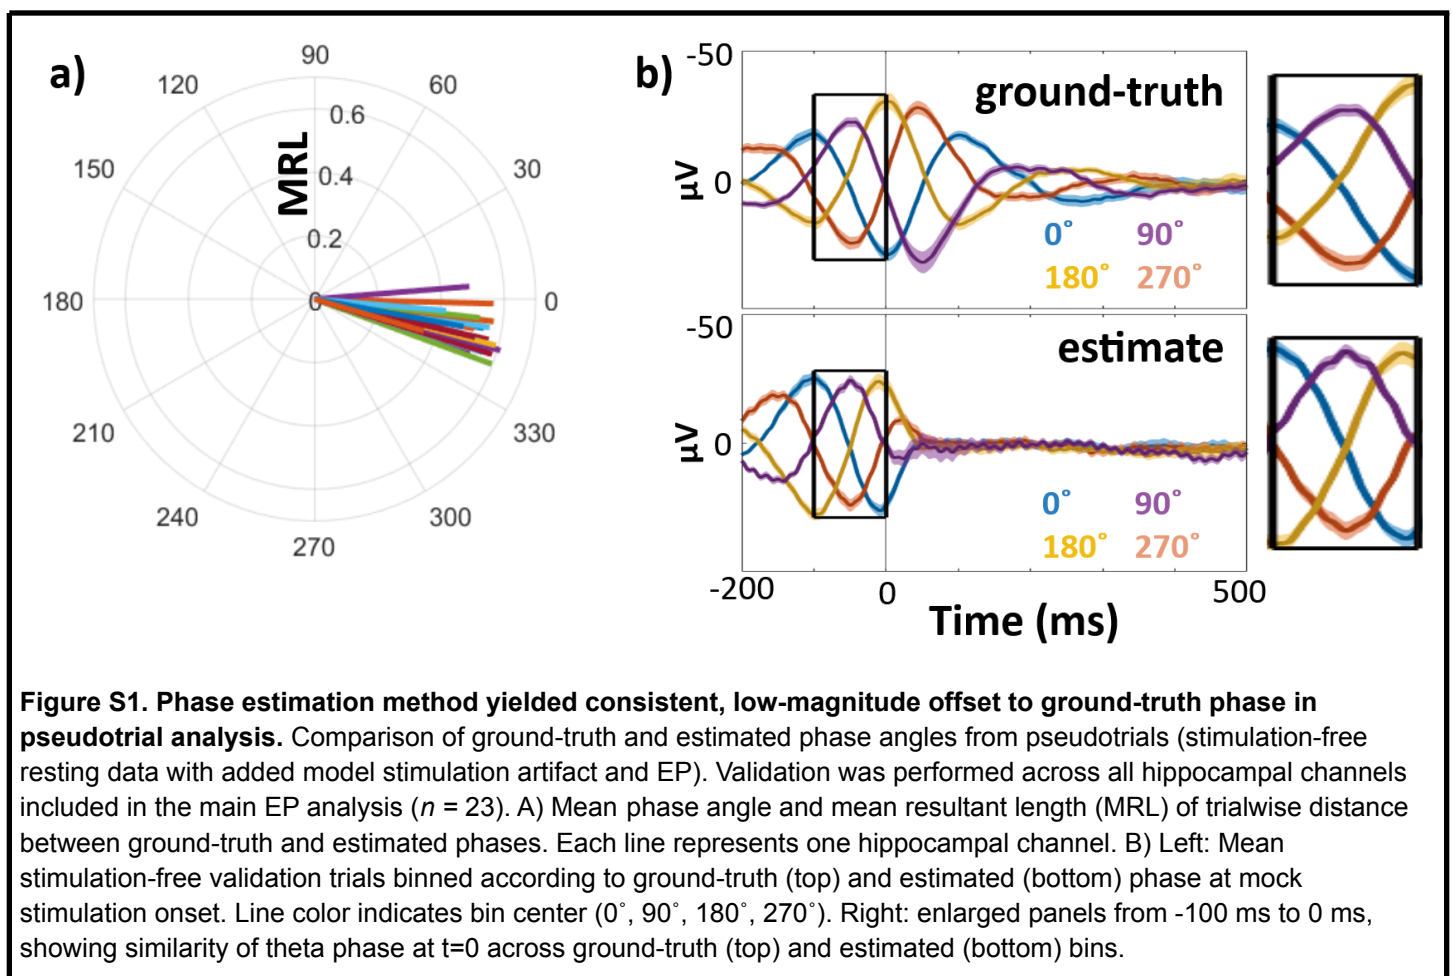 a)
90
120
60
0.6
MRL
150
0.4
30
0.2
180
0
0
210
330
240
300
270
b)
-50
ground-truth
µV
0
0˚ 90˚
180˚ 270˚
-50
estimate
µV
0
0˚ 90˚
180˚ 270˚
-200
0
500
Time (ms)
Figure S1. Phase estimation method yielded consistent, low-magnitude offset to ground-truth phase in
pseudotrial analysis. Comparison of ground-truth and estimated phase angles from pseudotrials (stimulation-free
resting data with added model stimulation artifact and EP). Validation was performed across all hippocampal channels
included in the main EP analysis (n = 23). A) Mean phase angle and mean resultant length (MRL) of trialwise distance
between ground-truth and estimated phases. Each line represents one hippocampal channel. B) Left: Mean
stimulation-free validation trials binned according to ground-truth (top) and estimated (bottom) phase at mock
stimulation onset. Line color indicates bin center (0˚, 90˚, 180˚, 270˚). Right: enlarged panels from -100 ms to 0 ms,
showing similarity of theta phase at t=0 across ground-truth (top) and estimated (bottom) bins.